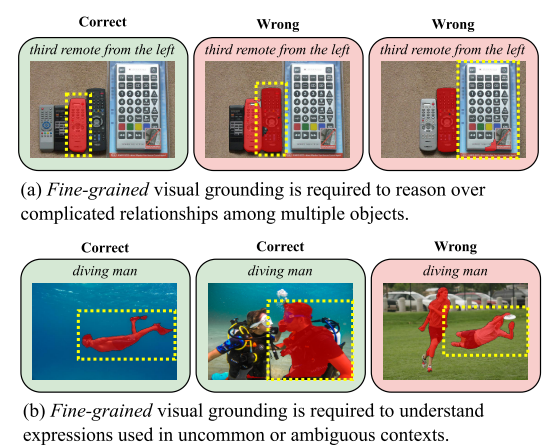 Correct
Wrong
Wrong
third remote from the left
third remote from the left
third remote from the left
(a) Fine-grained visual grounding is required to reason over
complicated relationships among multiple objects.
Correct
Correct
Wrong
diving man
diving man
diving man
(b) Fine-grained visual grounding is required to understand
expressions used in uncommon or ambiguous contexts.